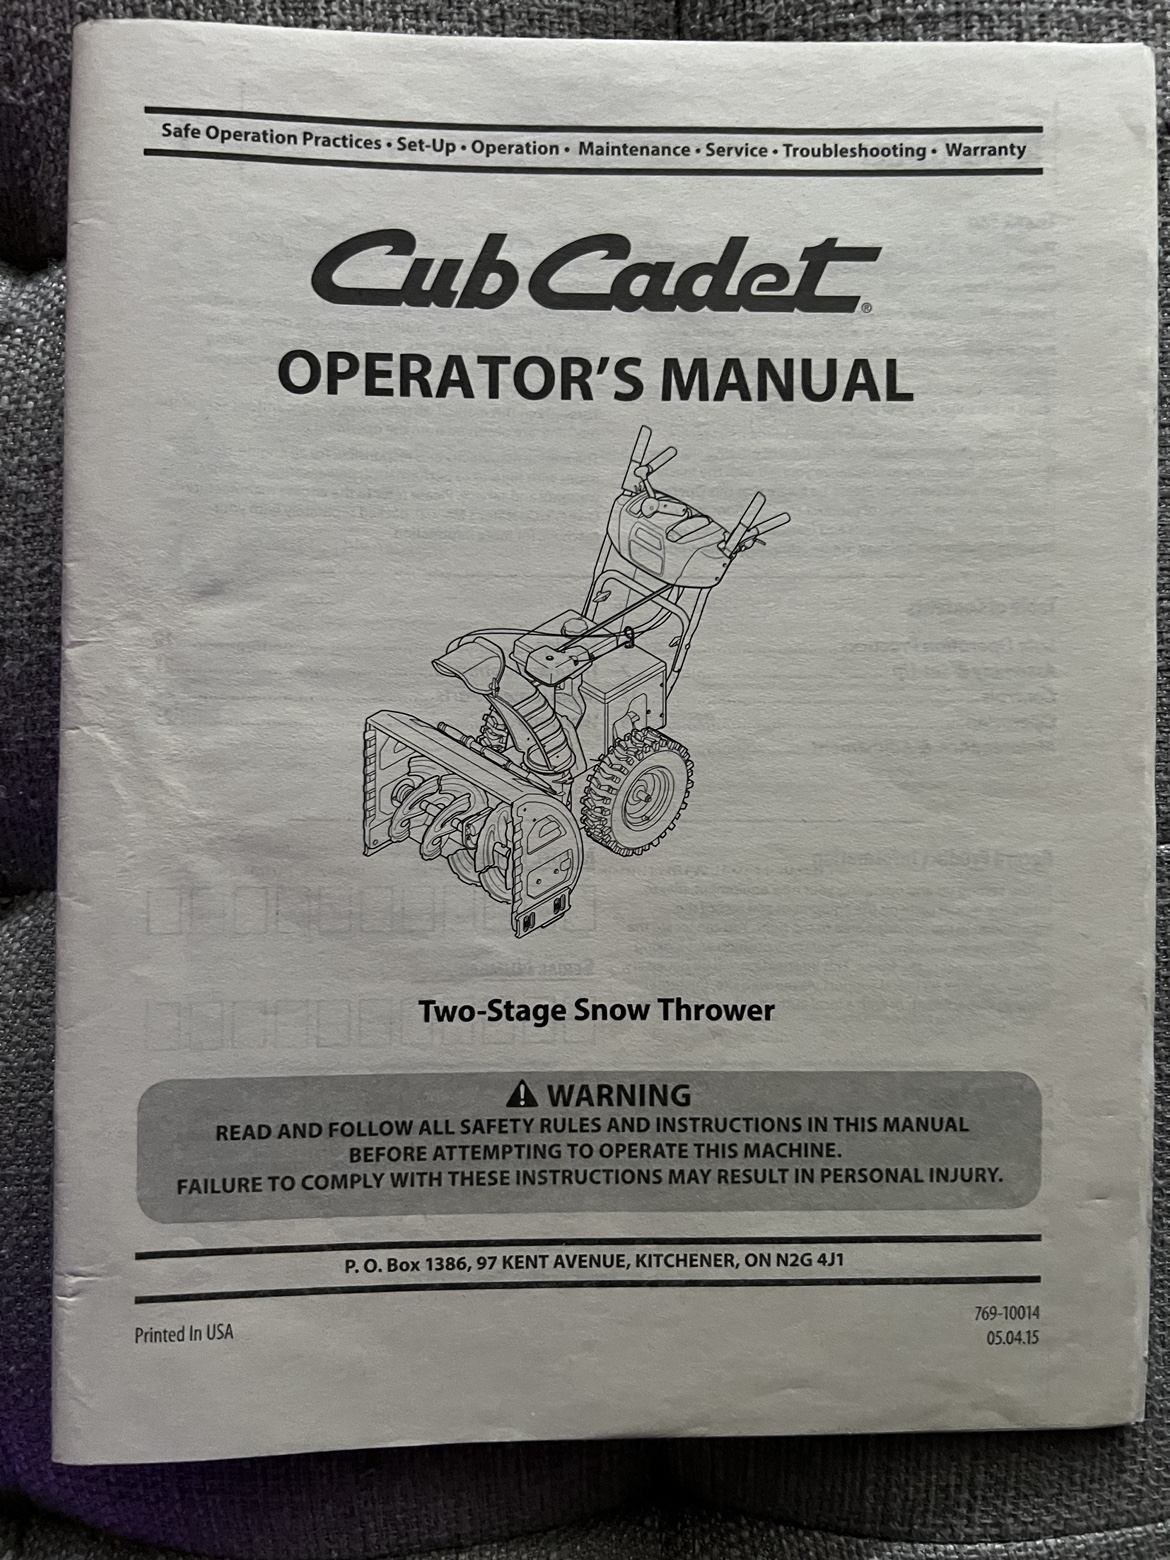 Safe Operation Practices • Set-Up • Operation • Maintenance • Service • Troubleshooting • Warranty
Cub Cadet®
OPERATOR'S MANUAL
Two-Stage Snow Thrower
WARNING
READ AND FOLLOW ALL SAFETY RULES AND INSTRUCTIONS IN THIS MANUAL
BEFORE ATTEMPTING TO OPERATE THIS MACHINE.
FAILURE TO COMPLY WITH THESE INSTRUCTIONS MAY RESULT IN PERSONAL INJURY.
P. O. Box 1386, 97 KENT AVENUE, KITCHENER, ON N2G 4J1
Printed In USA
769-10014
05.04.15